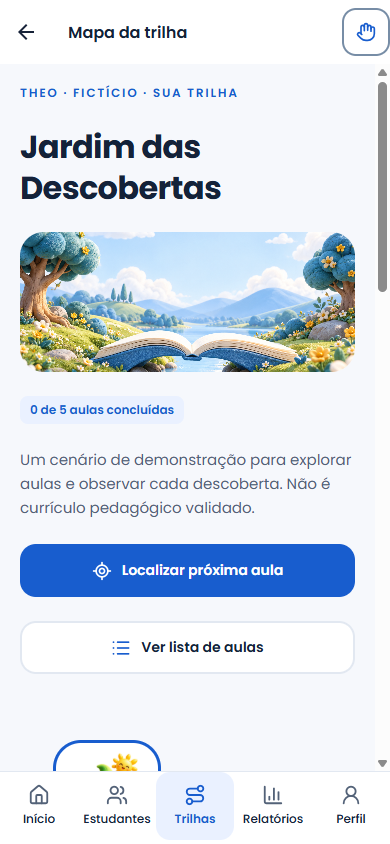 Mapa da trilha
THEO · FICTÍCIO · SUA TRILHA
Jardim das
Descobertas
0 de 5 aulas concluídas
Um cenário de demonstração para explorar
aulas e observar cada descoberta. Não é
currículo pedagógico validado.
Localizar próxima aula
Ver lista de aulas
Início
Estudantes
Trilhas
Relatórios
Perfil